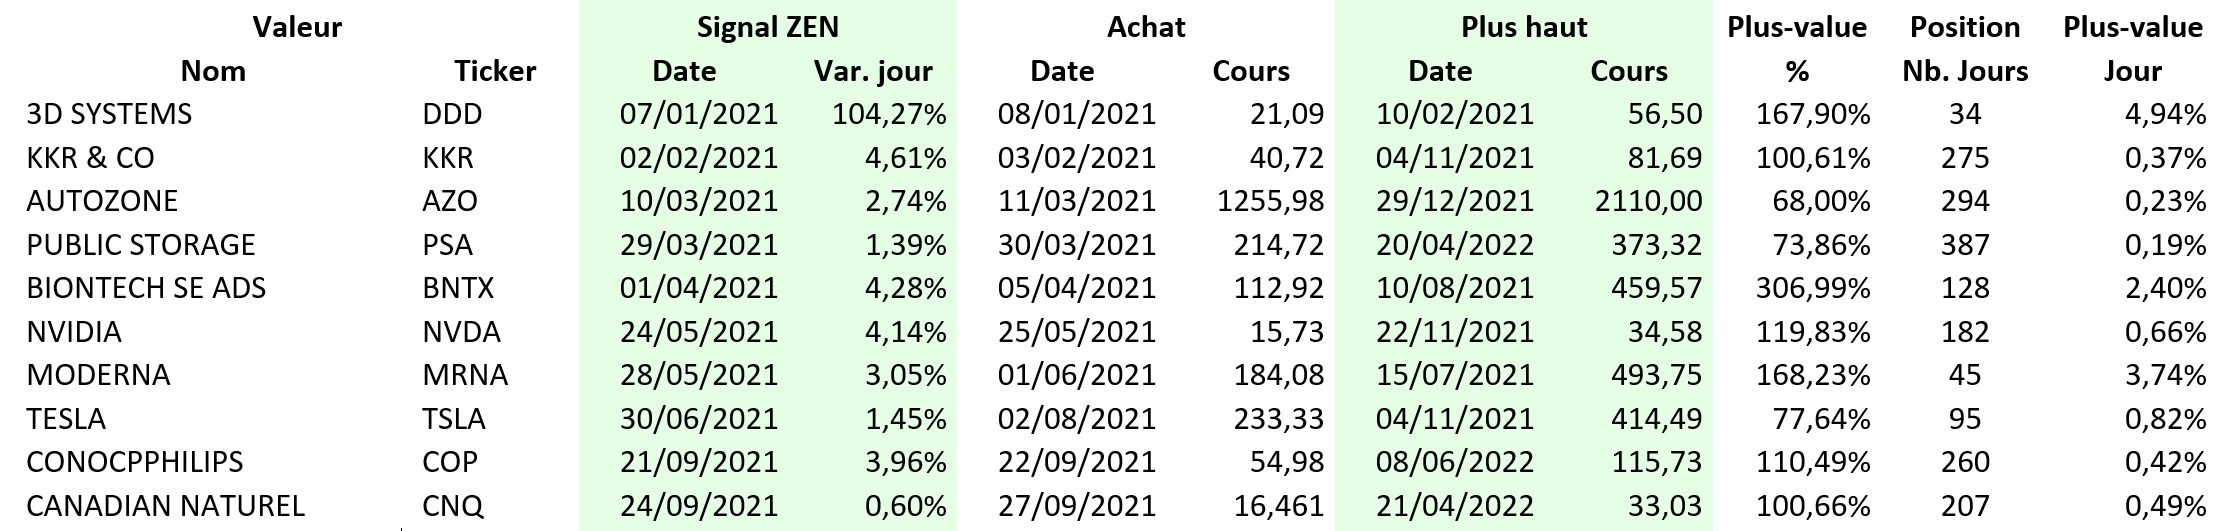 Valeur Signal ZEN Achat Plus haut Plus-value Position Plus-value
Nom Ticker Date Var. jour Date Cours Date Cours % Nb. Jours Jour
3D SYSTEMS DDD 07/01/2021 104,27% 08/01/2021 21,09 10/02/2021 56,50 167,90% 34 4,94%
KKR & CO KKR 02/02/2021 4,61% 03/02/2021 40,72 04/11/2021 81,69 100,61% 275 0,37%
AUTOZONE AZO 10/03/2021 2,74% 11/03/2021 1255,98 29/12/2021 2110,00 68,00% 294 0,23%
PUBLIC STORAGE PSA 29/03/2021 1,39% 30/03/2021 214,72 20/04/2022 373,32 73,86% 387 0,19%
BIONTECH SE ADS BNTX 01/04/2021 4,28% 05/04/2021 112,92 10/08/2021 459,57 306,99% 128 2,40%
NVIDIA NVDA 24/05/2021 4,14% 25/05/2021 15,73 22/11/2021 34,58 119,83% 182 0,66%
MODERNA MRNA 28/05/2021 3,05% 01/06/2021 184,08 15/07/2021 493,75 168,23% 45 3,74%
TESLA TSLA 30/06/2021 1,45% 02/08/2021 233,33 04/11/2021 414,49 77,64% 95 0,82%
CONOCPPHILIPS COP 21/09/2021 3,96% 22/09/2021 54,98 08/06/2022 115,73 110,49% 260 0,42%
CANADIAN NATUREL CNQ 24/09/2021 0,60% 27/09/2021 16,461 21/04/2022 33,03 100,66% 207 0,49%